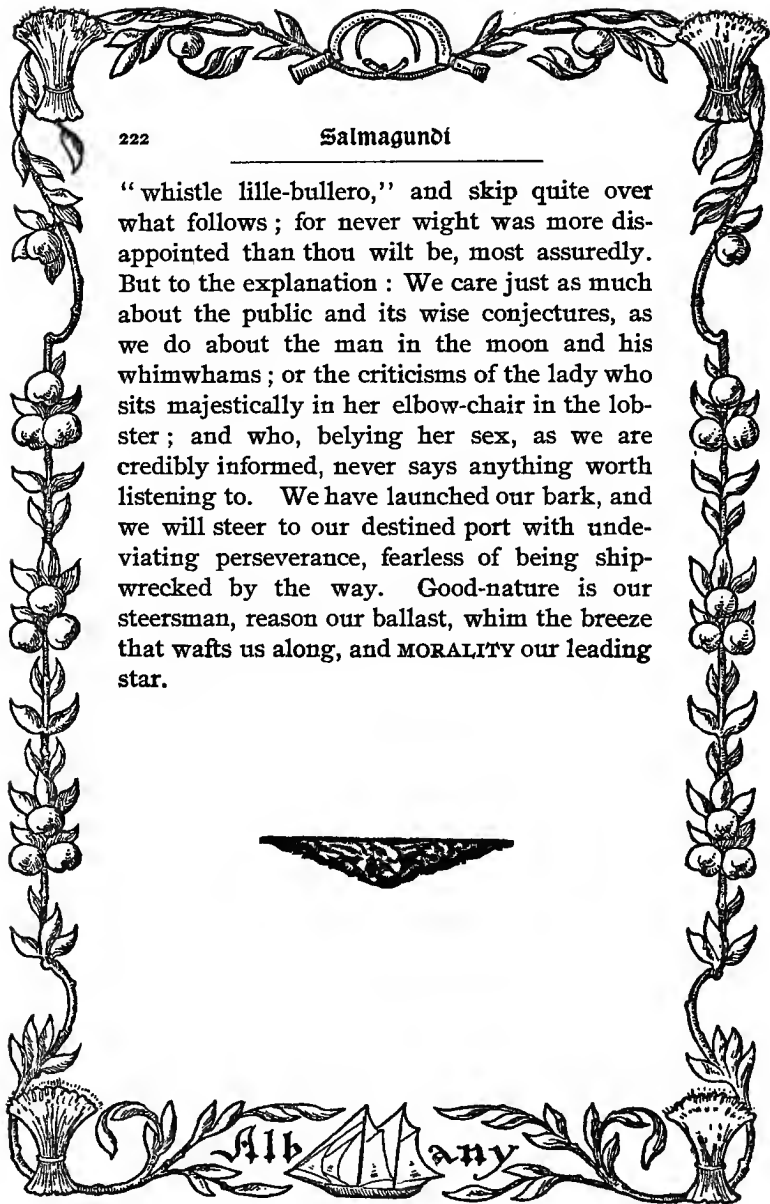 222 Salmagundi
“whistle lille-bullero,” and skip quite over
what follows ; for never wight was more dis-
appointed than thou wilt be, most assuredly.
But to the explanation : We care just as much
about the public and its wise conjectures, as
we do about the man in the moon and his
whimwhams ; or the criticisms of the lady who
sits majestically in her elbow-chair in the lob-
ster ; and who, belying her sex, as we are
credibly informed, never says anything worth
listening to. We have launched our bark, and
we will steer to our destined port with unde-
viating perseverance, fearless of being ship-
wrecked by the way. Good-nature is our
steersman, reason our ballast, whim the breeze
that wafts us along, and MORALITY our leading
star.
Albany